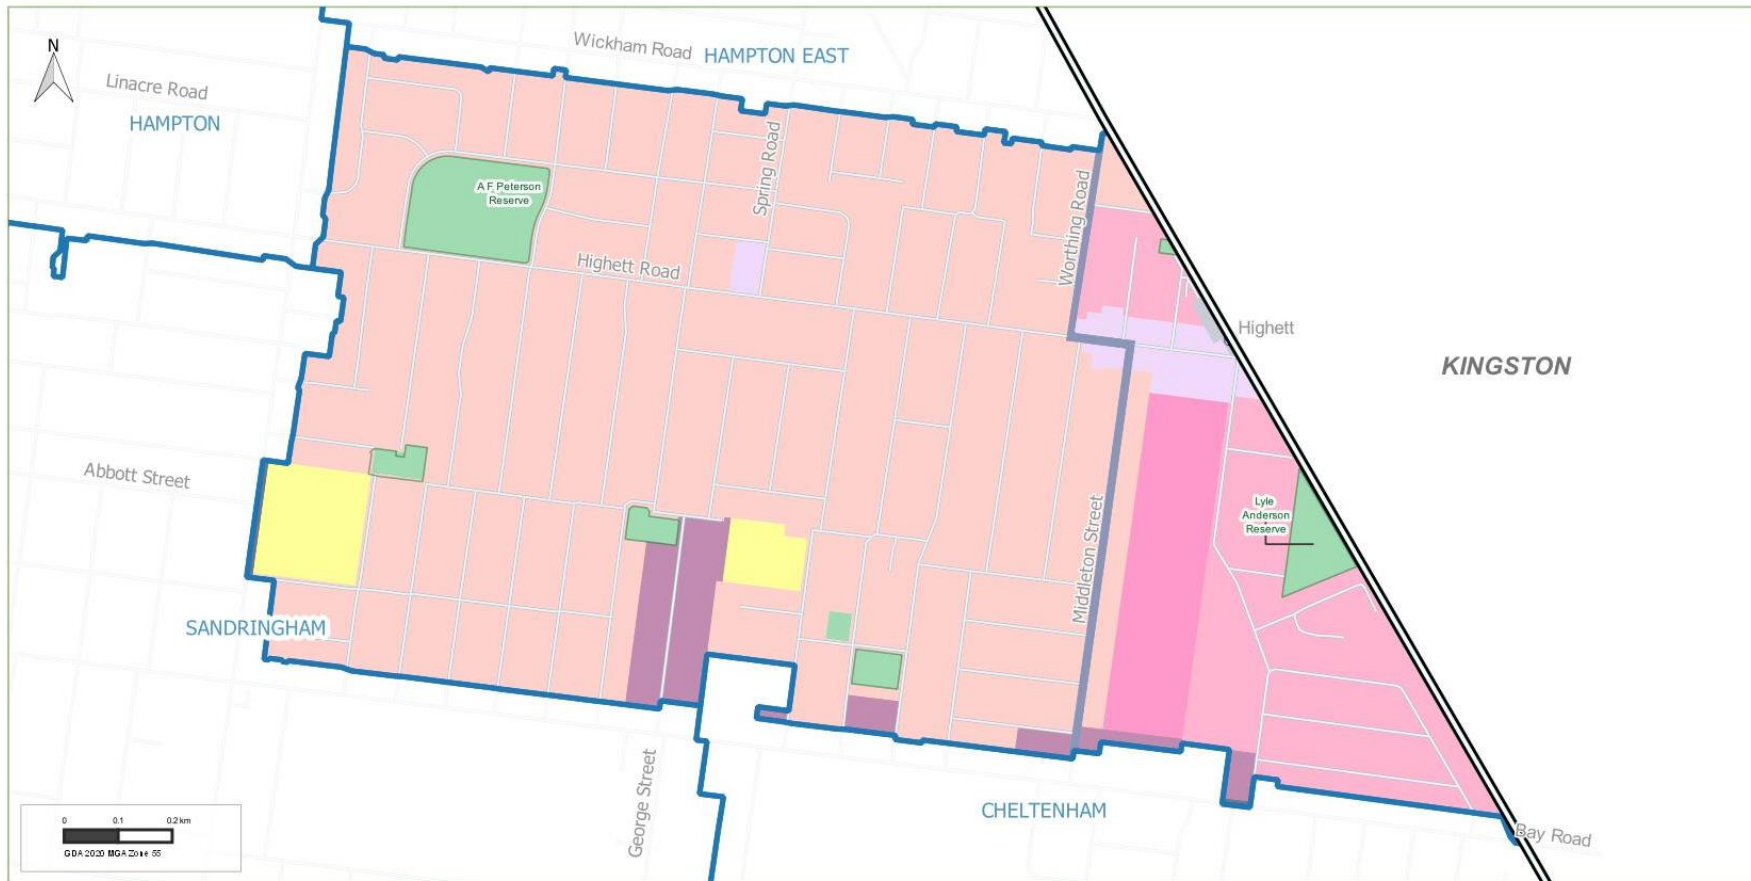 Wickham Road
HAMPTON EAST
N
Linacre Road
HAMPTON
Spring Road
A F Peterson
Reserve
Worthing Road
Highett Road
Highett
KINGSTON
Abbott Street
Lyle
Anderson
Reserve
Middleton Street
SANDRINGHAM
George Street
CHELTENHAM
Bay Road
0 0.1 0.2 km
GDA 2020 MGA Zone 55